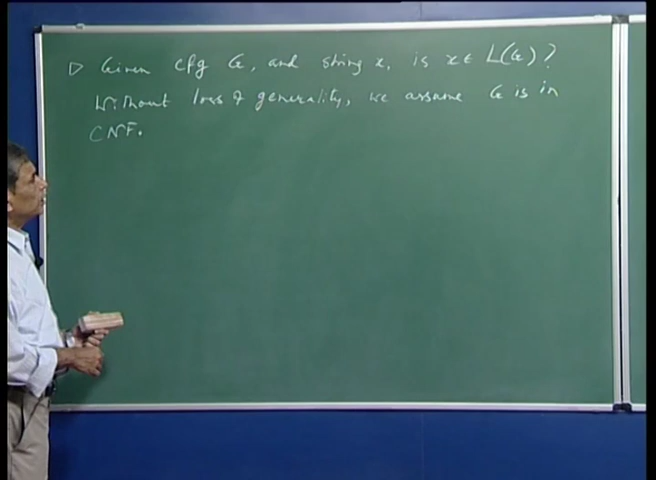 ▷ Given cfg G, and string x, is x ∈ L(G)?
Without loss of generality, we assume G is in
CNF.